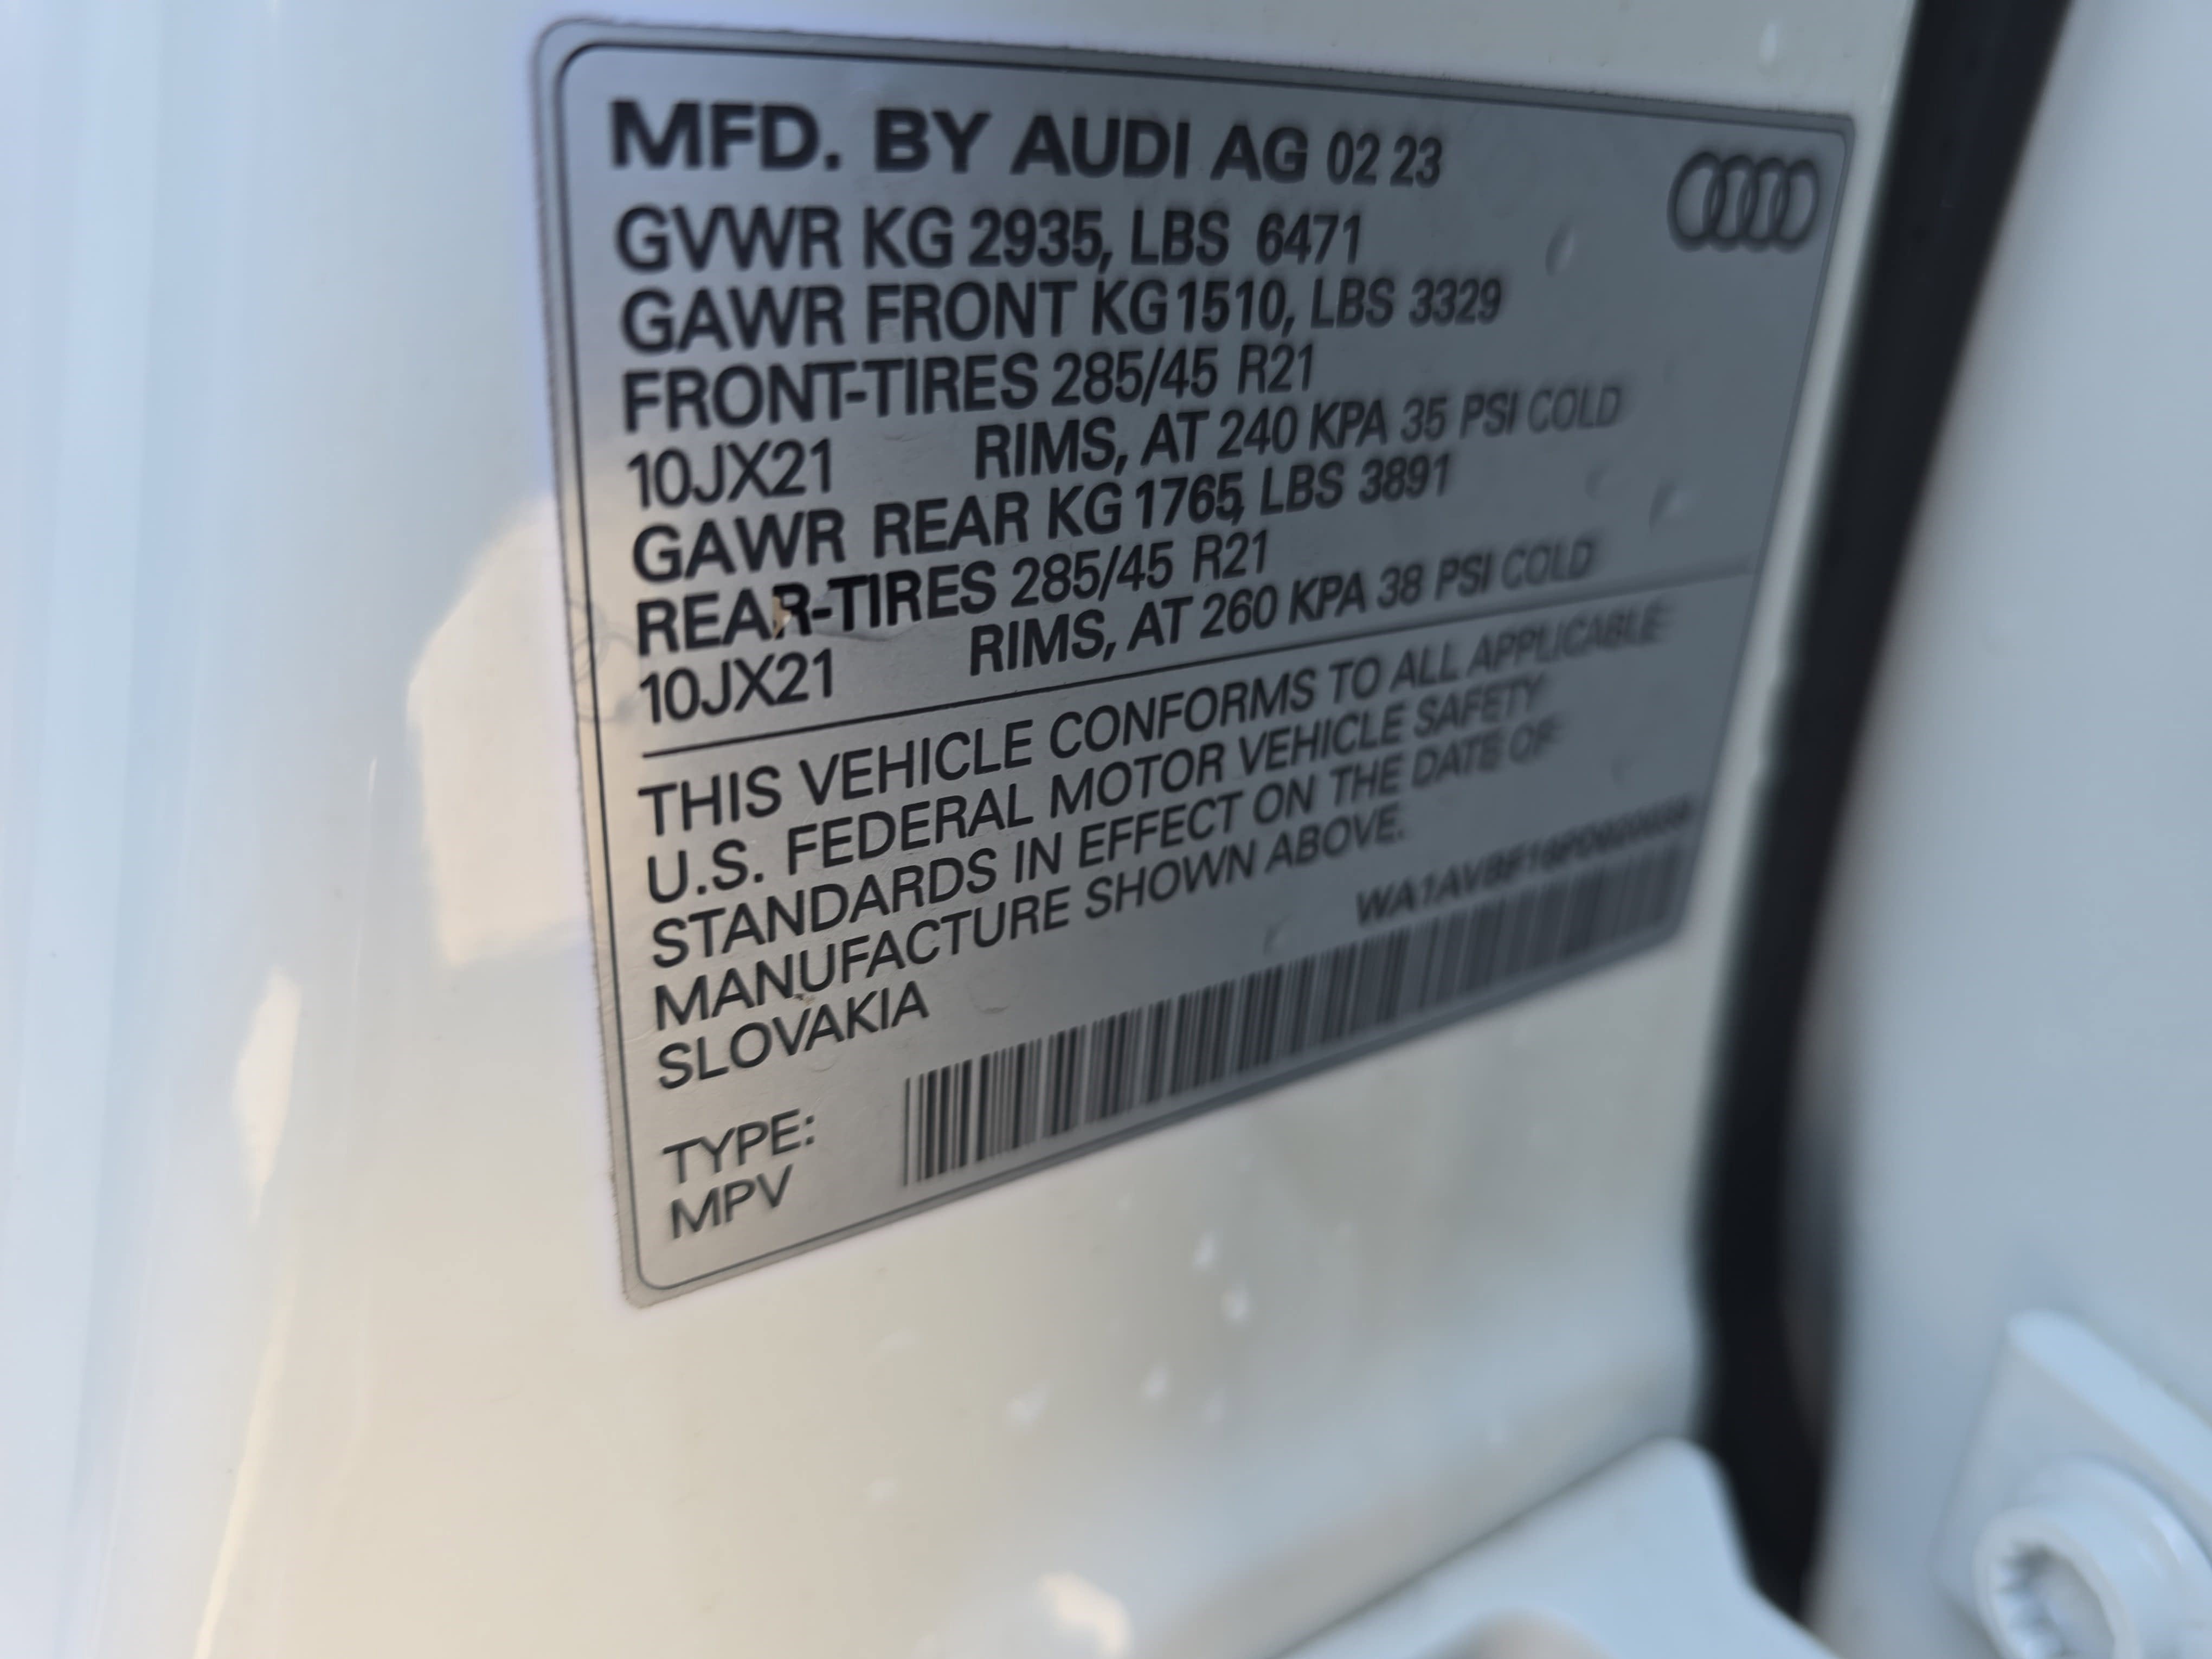 MFD. BY AUDI AG 02 23
GVWR KG 2935, LBS 6471
GAWR FRONT KG 1510, LBS 3329
FRONT-TIRES 285/45 R21
10JX21 RIMS, AT 240 KPA 35 PSI COLD
GAWR REAR KG 1765, LBS 3891
REAR-TIRES 285/45 R21
10JX21 RIMS, AT 260 KPA 38 PSI COLD
THIS VEHICLE CONFORMS TO ALL APPLICABLE
U.S. FEDERAL MOTOR VEHICLE SAFETY
STANDARDS IN EFFECT ON THE DATE OF
MANUFACTURE SHOWN ABOVE.
SLOVAKIA
TYPE:
MPV